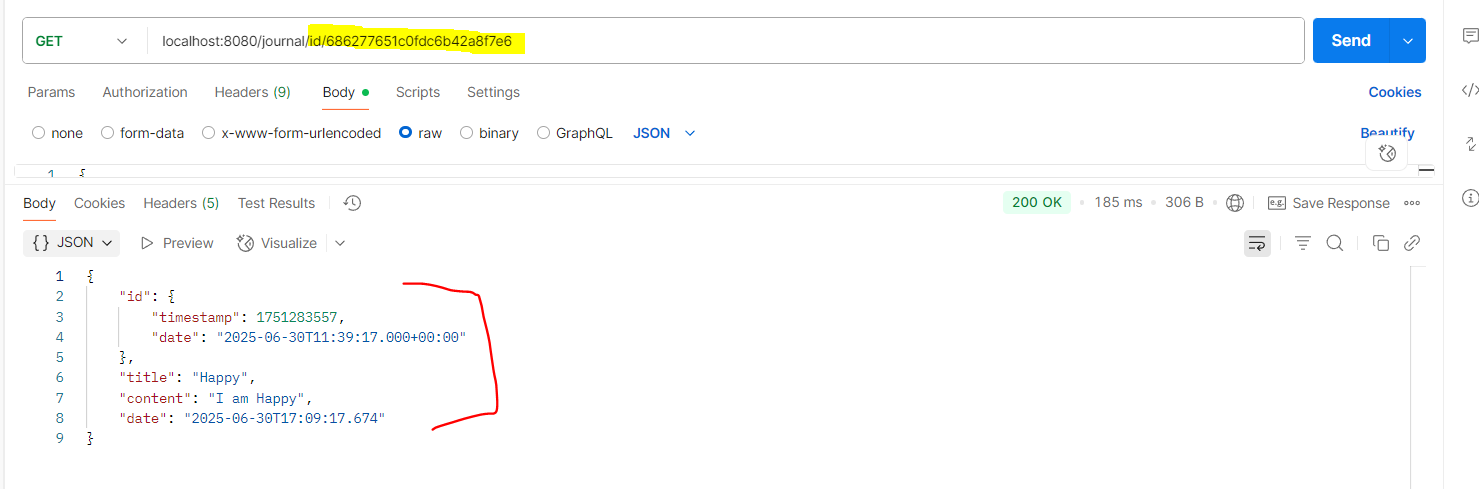 GET localhost:8080/journal/id/686277651c0fdc6b42a8f7e6 Send
Params Authorization Headers (9) Body Scripts Settings Cookies
none form-data x-www-form-urlencoded raw binary GraphQL JSON Beautify
1 {
Body Cookies Headers (5) Test Results 200 OK • 185 ms • 306 B e.g. Save Response
{} JSON Preview Visualize
1 {
2 "id": {
3 "timestamp": 1751283557,
4 "date": "2025-06-30T11:39:17.000+00:00"
5 },
6 "title": "Happy",
7 "content": "I am Happy",
8 "date": "2025-06-30T17:09:17.674"
9 }